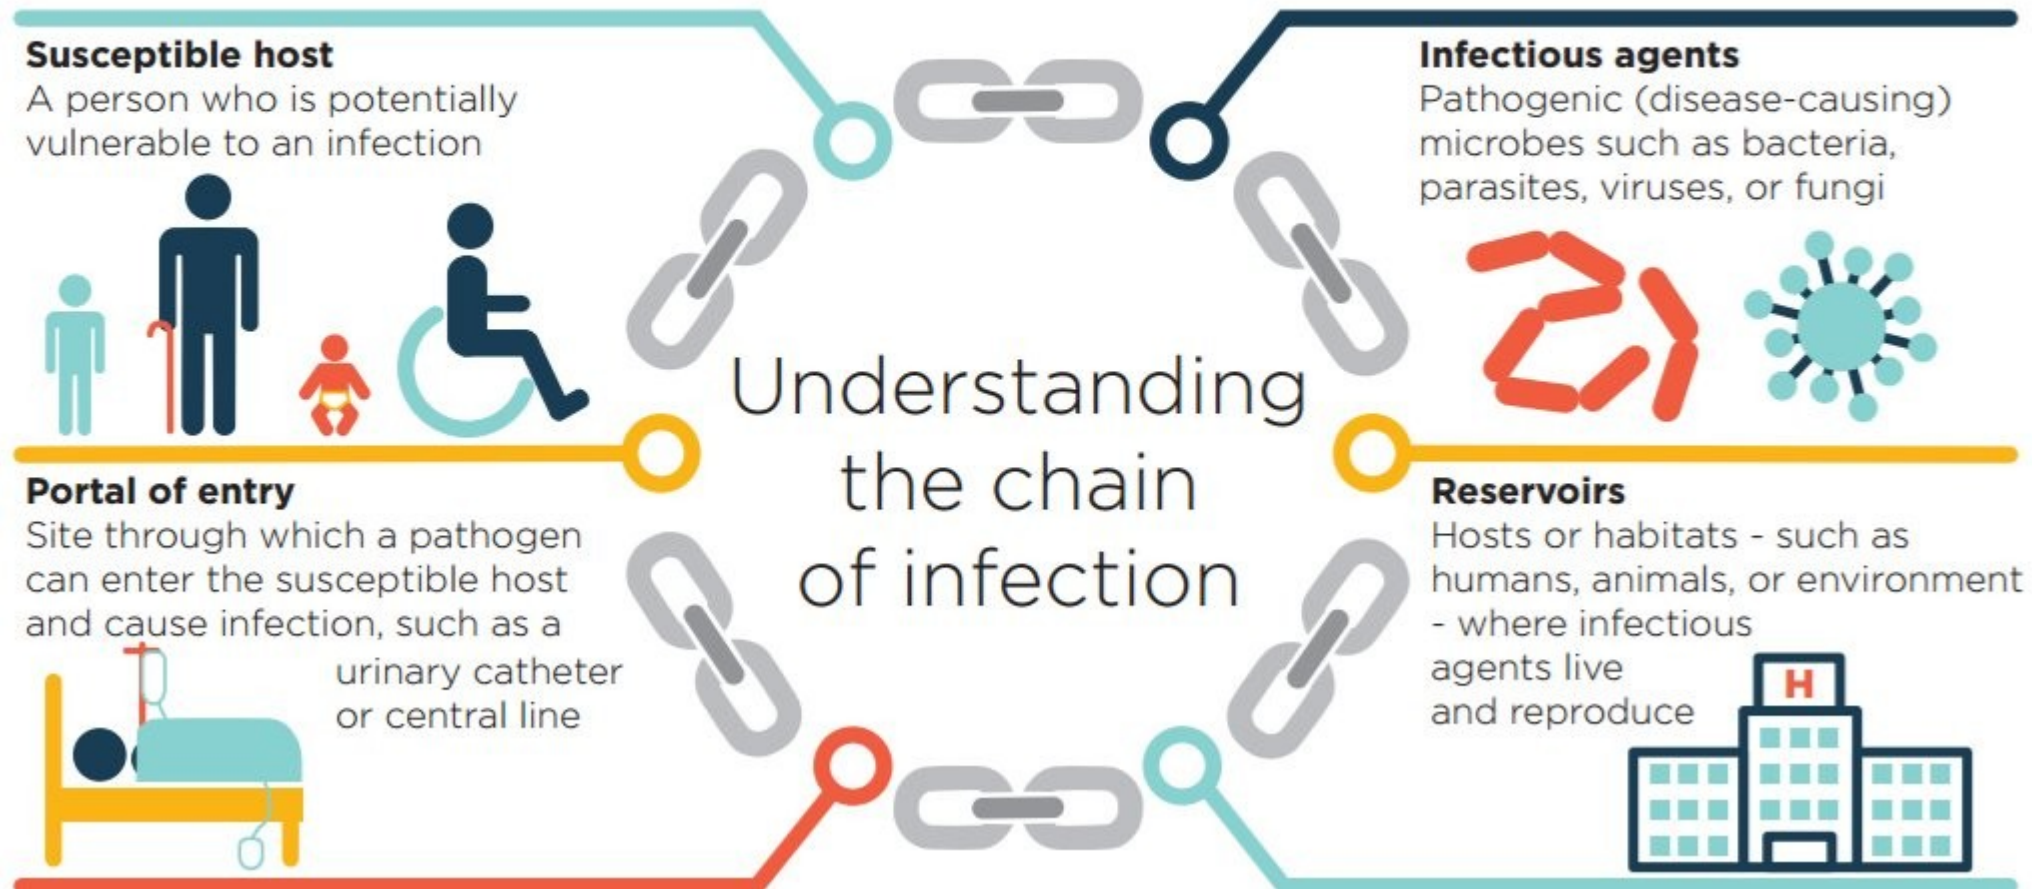 Susceptible host
A person who is potentially
vulnerable to an infection
Infectious agents
Pathogenic (disease-causing)
microbes such as bacteria,
parasites, viruses, or fungi
Understanding
the chain
of infection
Portal of entry
Site through which a pathogen
can enter the susceptible host
and cause infection, such as a
urinary catheter
or central line
Reservoirs
Hosts or habitats - such as
humans, animals, or environment
- where infectious
agents live
and reproduce
H